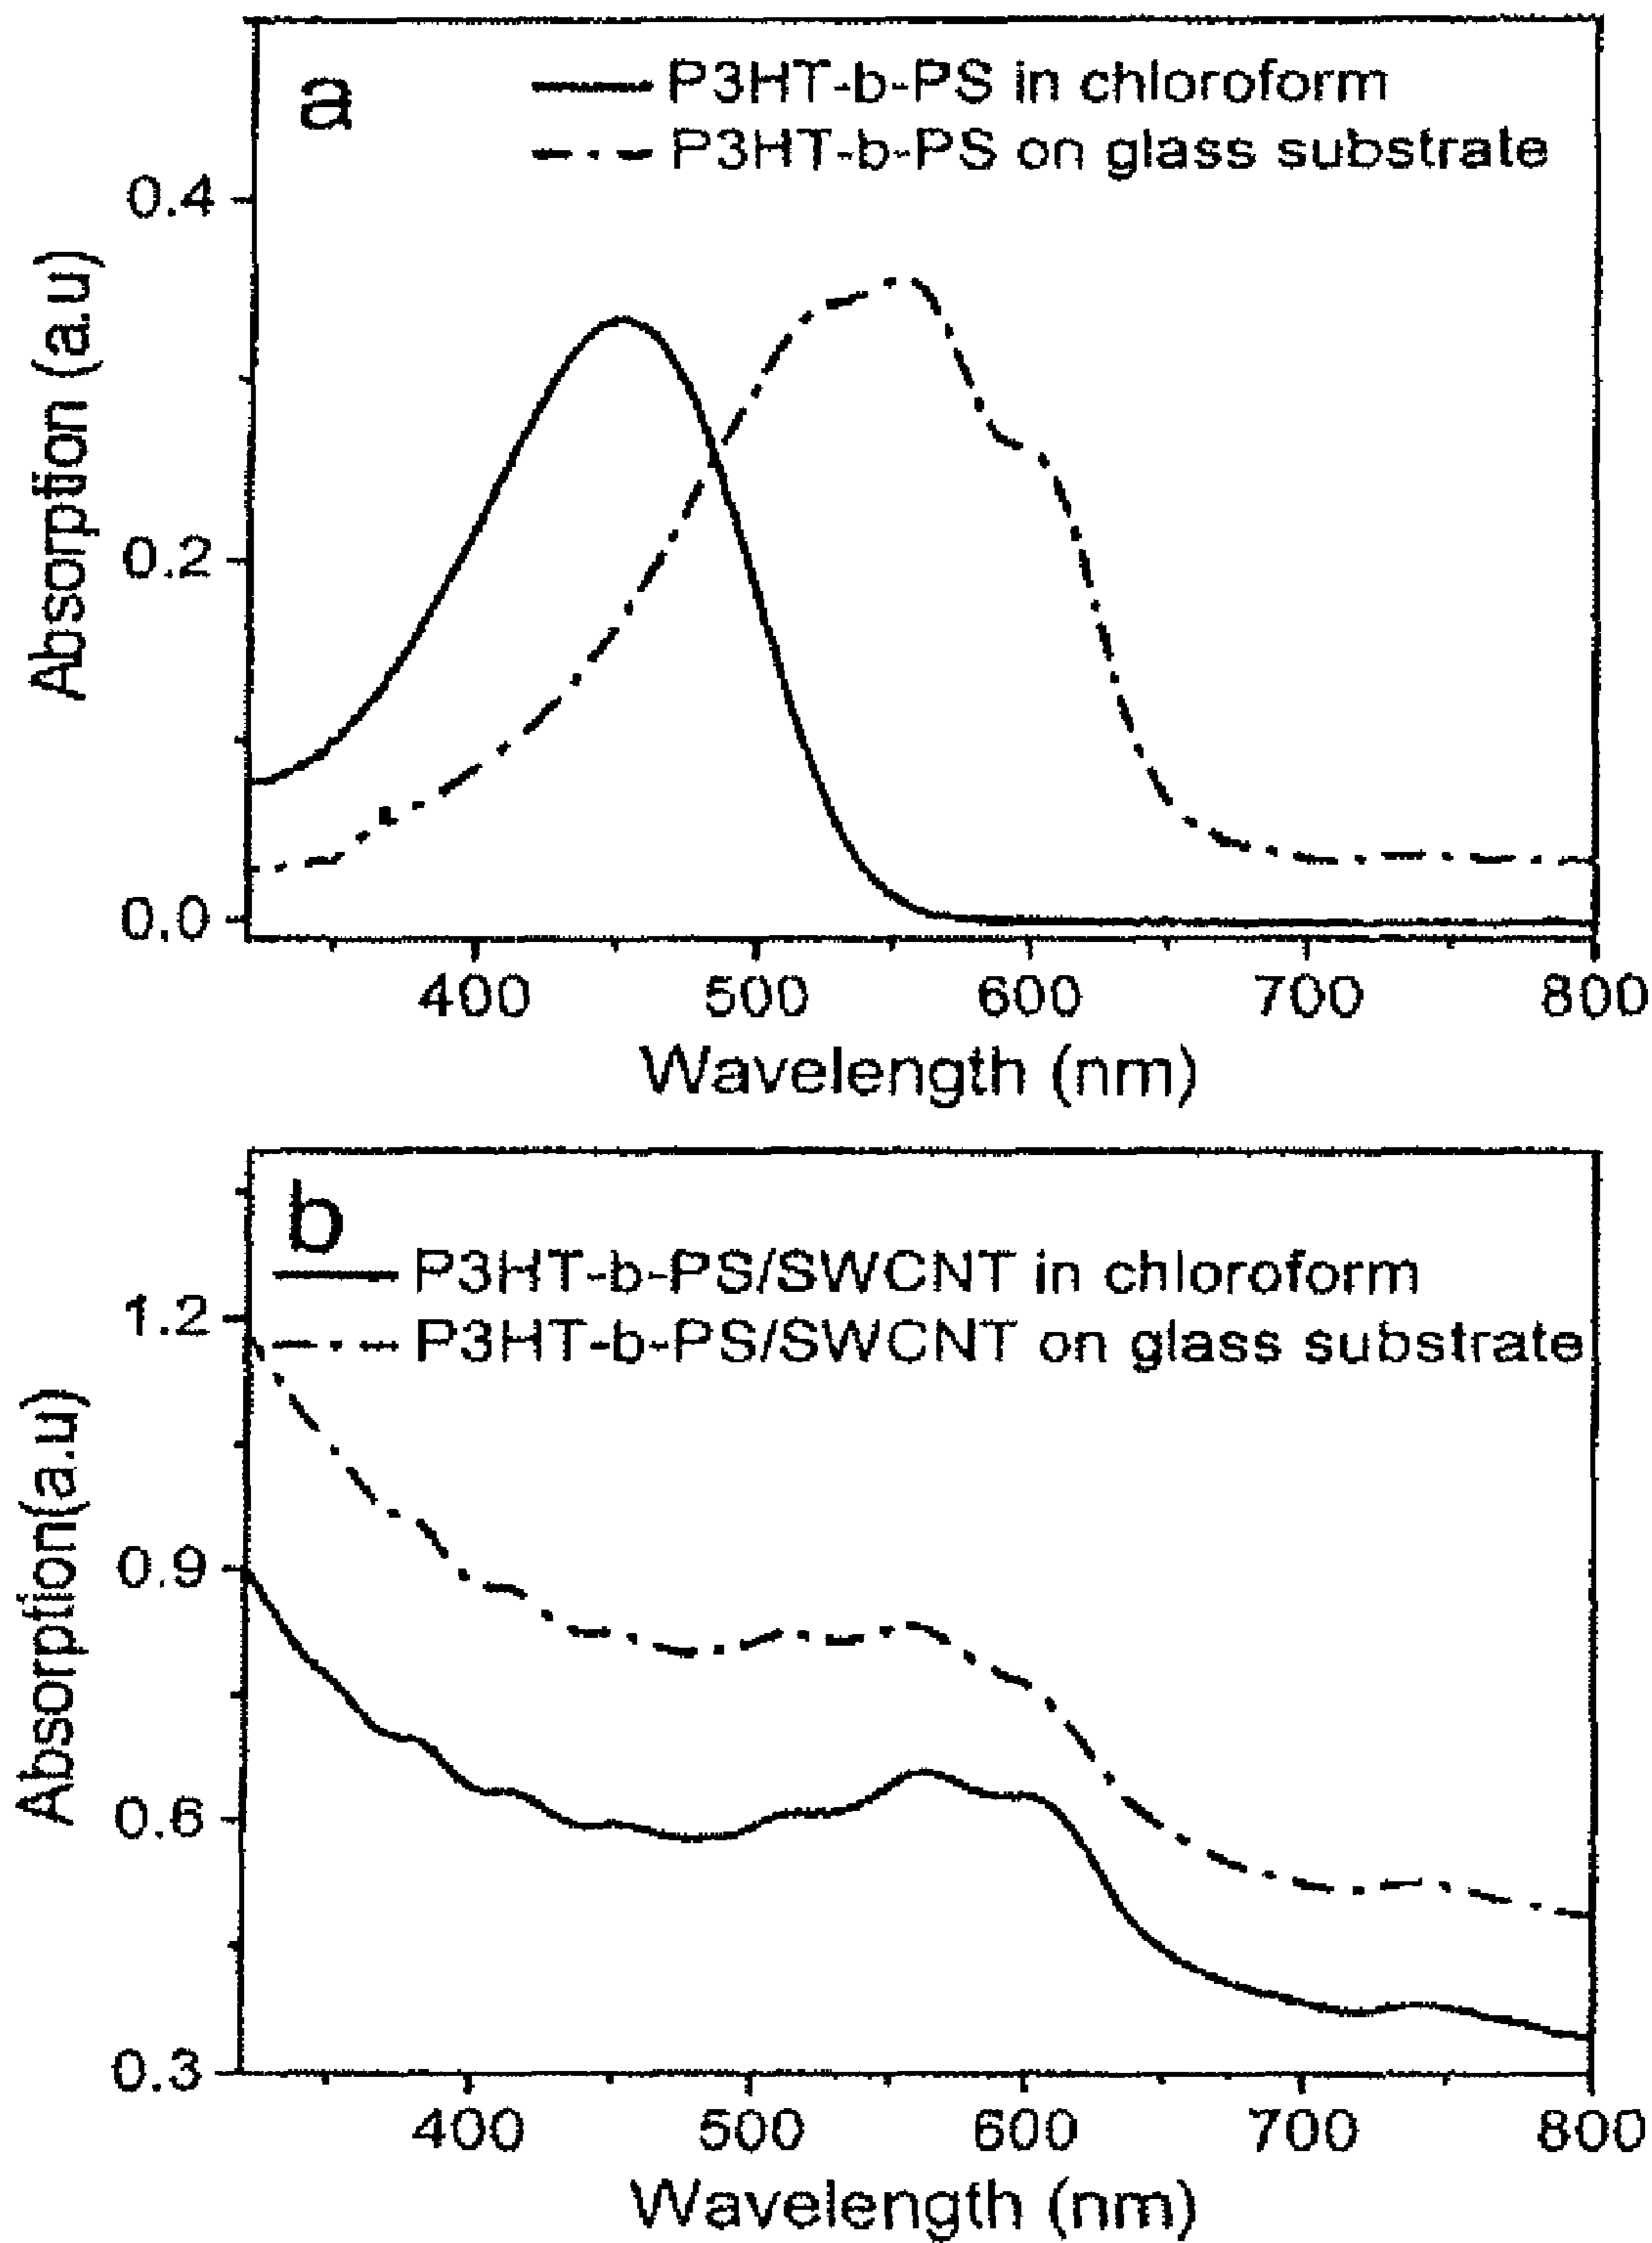 a
P3HT-b-PS in chloroform
P3HT-b-PS on glass substrate
0.4
0.2
0.0
Absorption (a.u)
400 500 600 700 800
Wavelength (nm)
b
P3HT-b-PS/SWCNT in chloroform
P3HT-b-PS/SWCNT on glass substrate
1.2
0.9
0.6
0.3
Absorption(a.u)
400 500 600 700 800
Wavelength (nm)